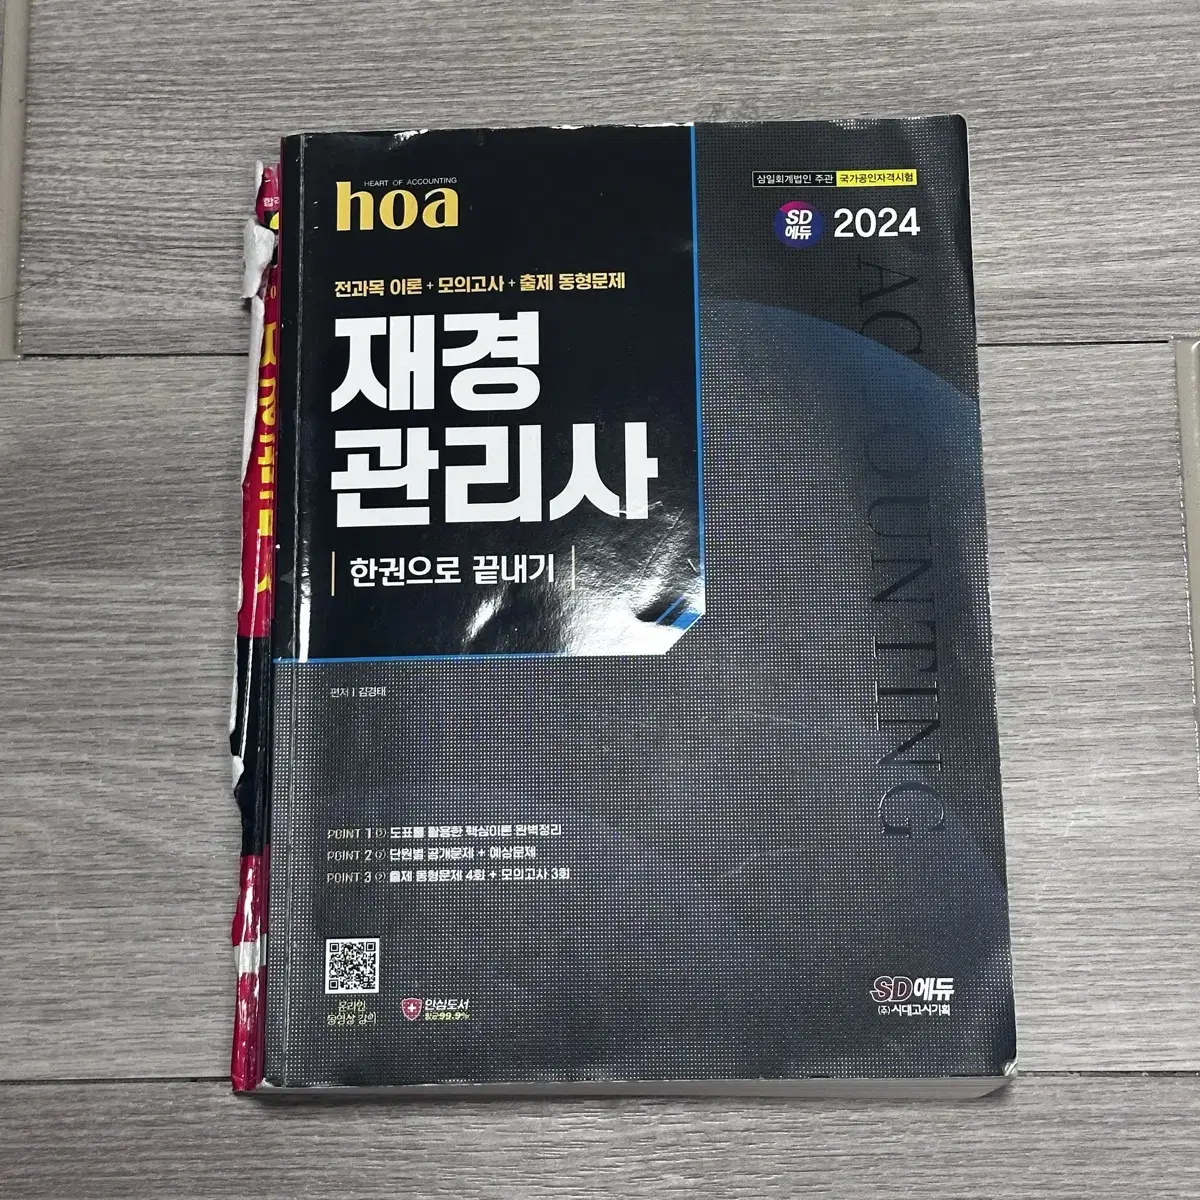 HEART OF ACCOUNTING
hoa
삼일회계법인 주관 국가공인자격시험
SD에듀 2024
전과목 이론 + 모의고사 + 출제 동형문제
재경
관리사
한권으로 끝내기
ACCOUNTING
편저 | 김경태
POINT 1 도표를 활용한 핵심이론 완벽정리
POINT 2 단원별 공개문제 + 예상문제
POINT 3 출제 동형문제 4회 + 모의고사 3회
온라인
동영상 강의
안심도서
항균99.9%
SD에듀
(주)시대고시기획